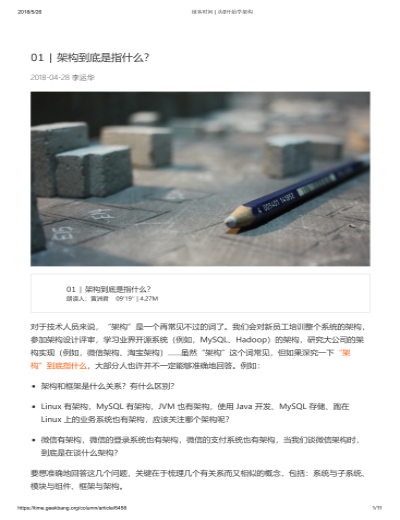 2018/5/26
极客时间 | 从0开始学架构
01 | 架构到底是指什么?
2018-04-28 李运华
01 | 架构到底是指什么?
朗读人:黄洲君 09'19'' | 4.27M
对于技术人员来说,“架构”是一个再常见不过的词了。我们会对新员工培训整个系统的架构,
参加架构设计评审,学习业界开源系统(例如,MySQL、Hadoop)的架构,研究大公司的架
构实现(例如,微信架构、淘宝架构)……虽然“架构”这个词常见,但如果深究一下“架
构”到底指什么,大部分人也许并不一定能够准确地回答。例如:
• 架构和框架是什么关系?有什么区别?
• Linux 有架构,MySQL 有架构,JVM 也有架构,使用 Java 开发、MySQL 存储、跑在
Linux 上的业务系统也有架构,应该关注哪个架构呢?
• 微信有架构,微信的登录系统也有架构,微信的支付系统也有架构,当我们谈微信架构时,
到底是在谈什么架构?
要想准确地回答这几个问题,关键在于梳理几个有关系而又相似的概念,包括:系统与子系统、
模块与组件、框架与架构。
https://time.geekbang.org/column/article/6458
1/11